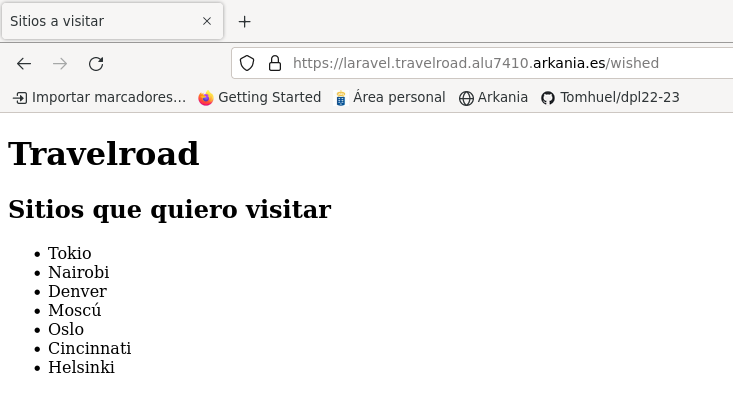 Sitios a visitar
https://laravel.travelroad.alu7410.arkania.es/wished
Importar marcadores... Getting Started Área personal Arkania Tomhuel/dpl22-23
Travelroad
Sitios que quiero visitar
• Tokio
• Nairobi
• Denver
• Moscú
• Oslo
• Cincinnati
• Helsinki